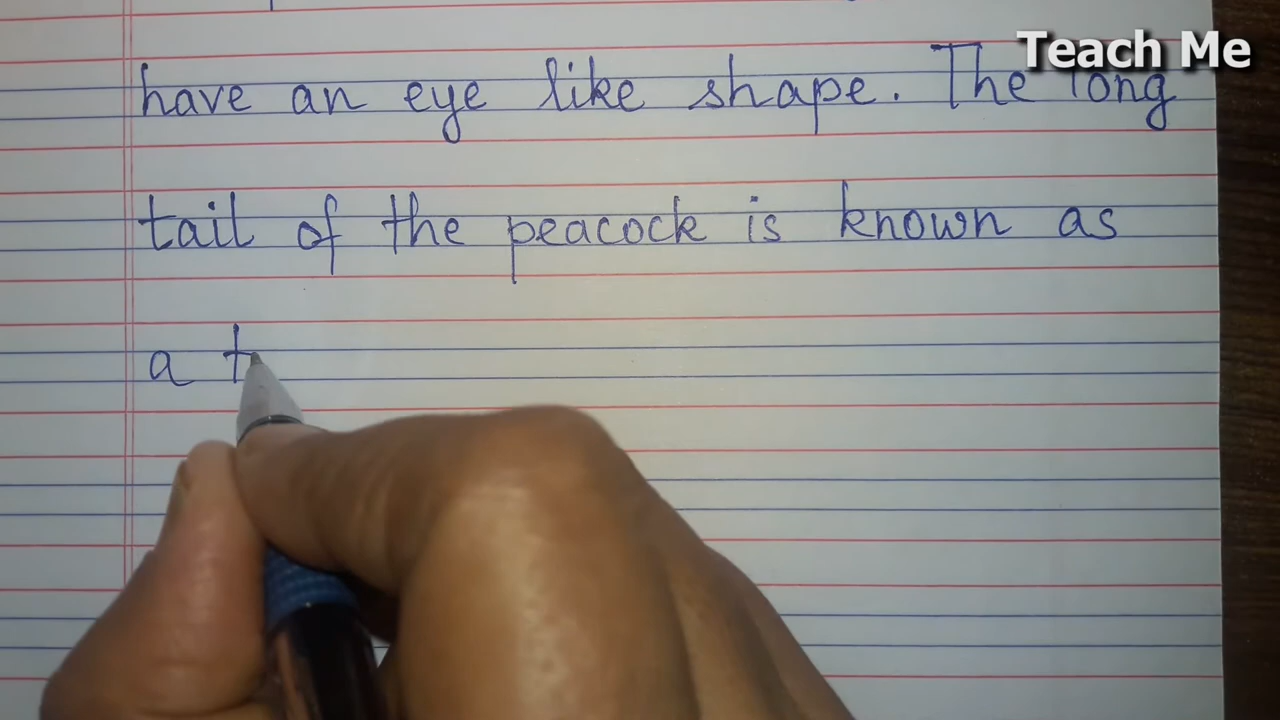 Teach Me
have an eye like shape. The long
tail of the peacock is known as
a t